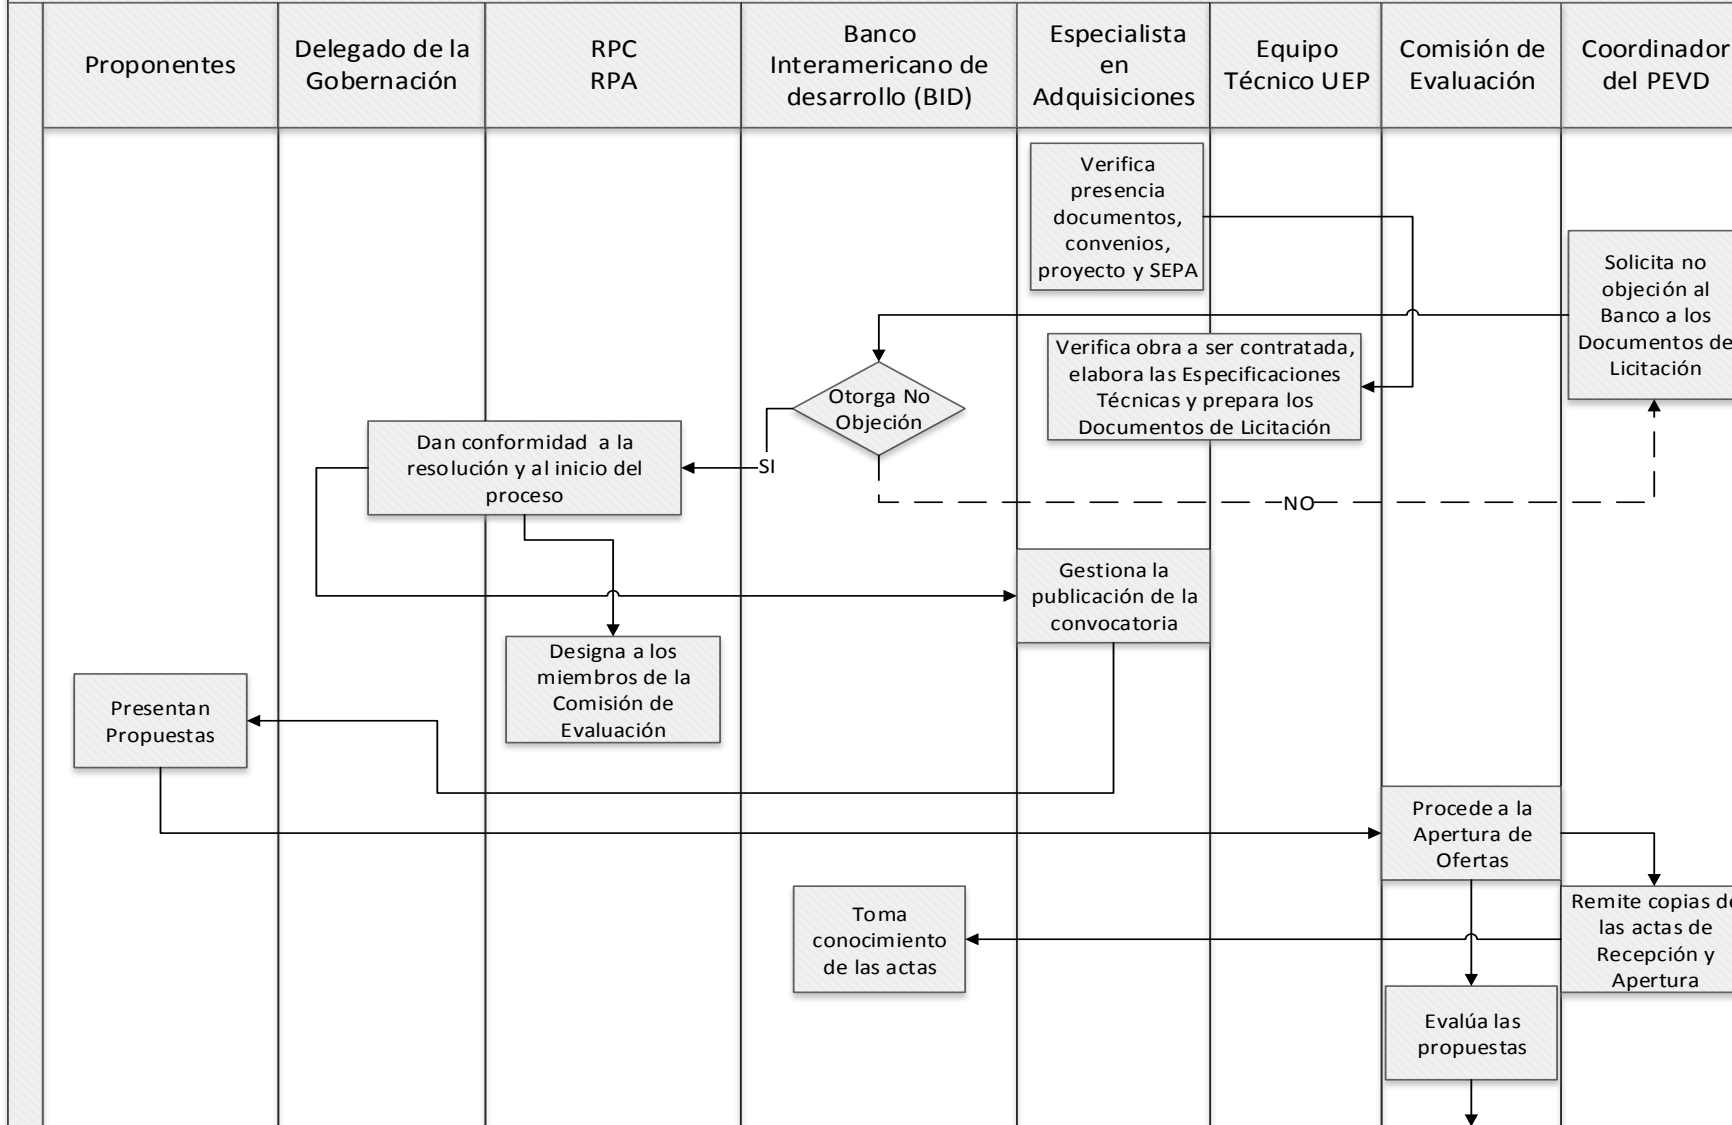 Proponentes
Delegado de la
Gobernación
RPC
RPA
Banco
Interamericano de
desarrollo (BID)
Especialista
en
Adquisiciones
Equipo
Técnico UEP
Comisión de
Evaluación
Coordinador
del PEVD
Verifica
presencia
documentos,
convenios,
proyecto y SEPA
Solicita no
objeción al
Banco a los
Documentos de
Licitación
Verifica obra a ser contratada,
elabora las Especificaciones
Técnicas y prepara los
Documentos de Licitación
Otorga No
Objeción
SI
NO
Dan conformidad a la
resolución y al inicio del
proceso
Gestiona la
publicación de la
convocatoria
Designa a los
miembros de la
Comisión de
Evaluación
Presentan
Propuestas
Procede a la
Apertura de
Ofertas
Remite copias de
las actas de
Recepción y
Apertura
Toma
conocimiento
de las actas
Evalúa las
propuestas